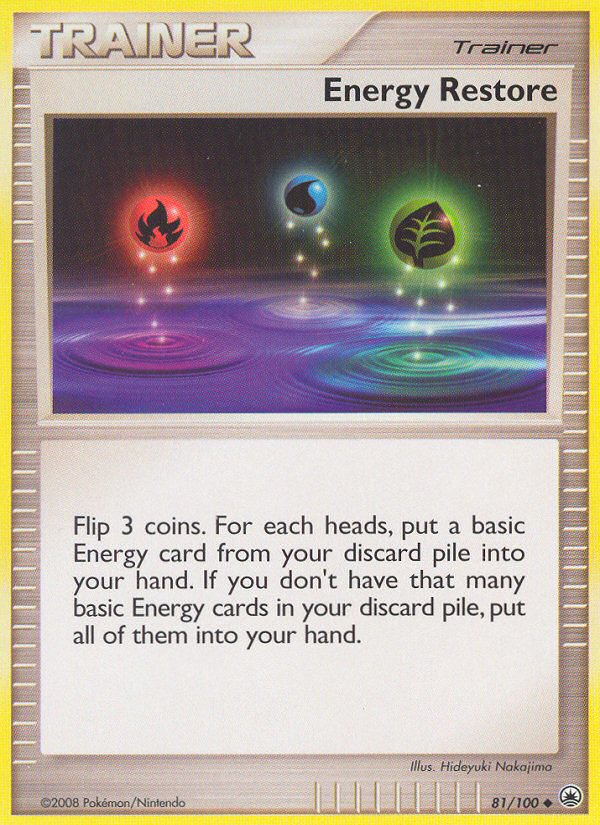 TRAINER
Trainer
Energy Restore
Flip 3 coins. For each heads, put a basic
Energy card from your discard pile into
your hand. If you don't have that many
basic Energy cards in your discard pile, put
all of them into your hand.
Illus. Hideyuki Nakajima
©2008 Pokémon/Nintendo
81/100